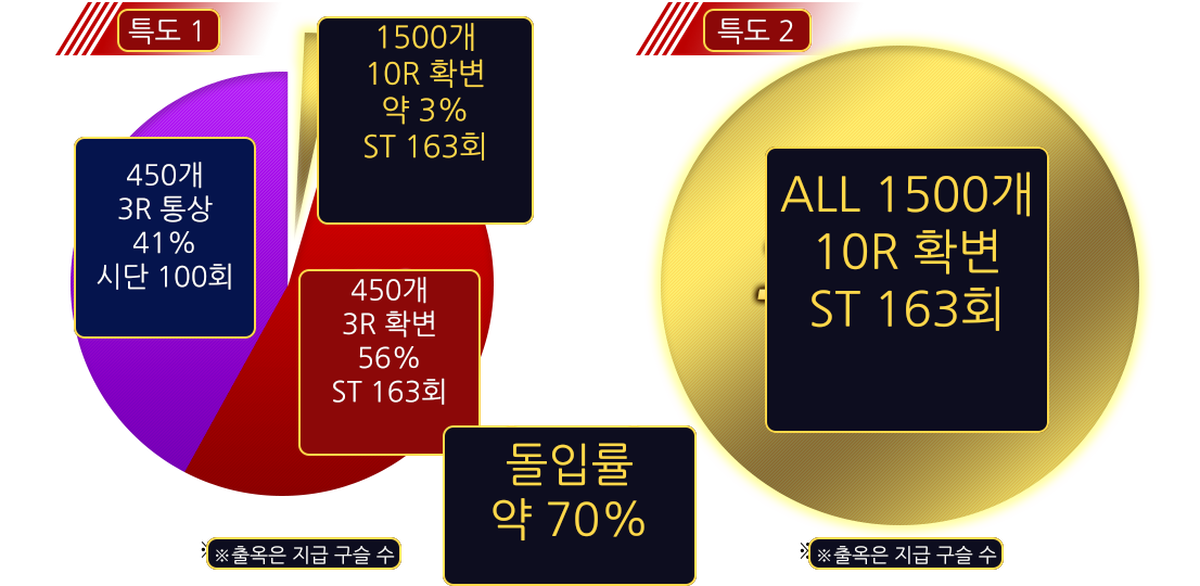 특도 1
1500개
10R 확변
약 3%
ST 163회
450개
3R 통상
41%
시단 100회
450개
3R 확변
56%
ST 163회
※출옥은 지급 구슬 수
돌입률
약 70%
특도 2
ALL 1500개
10R 확변
ST 163회
※출옥은 지급 구슬 수